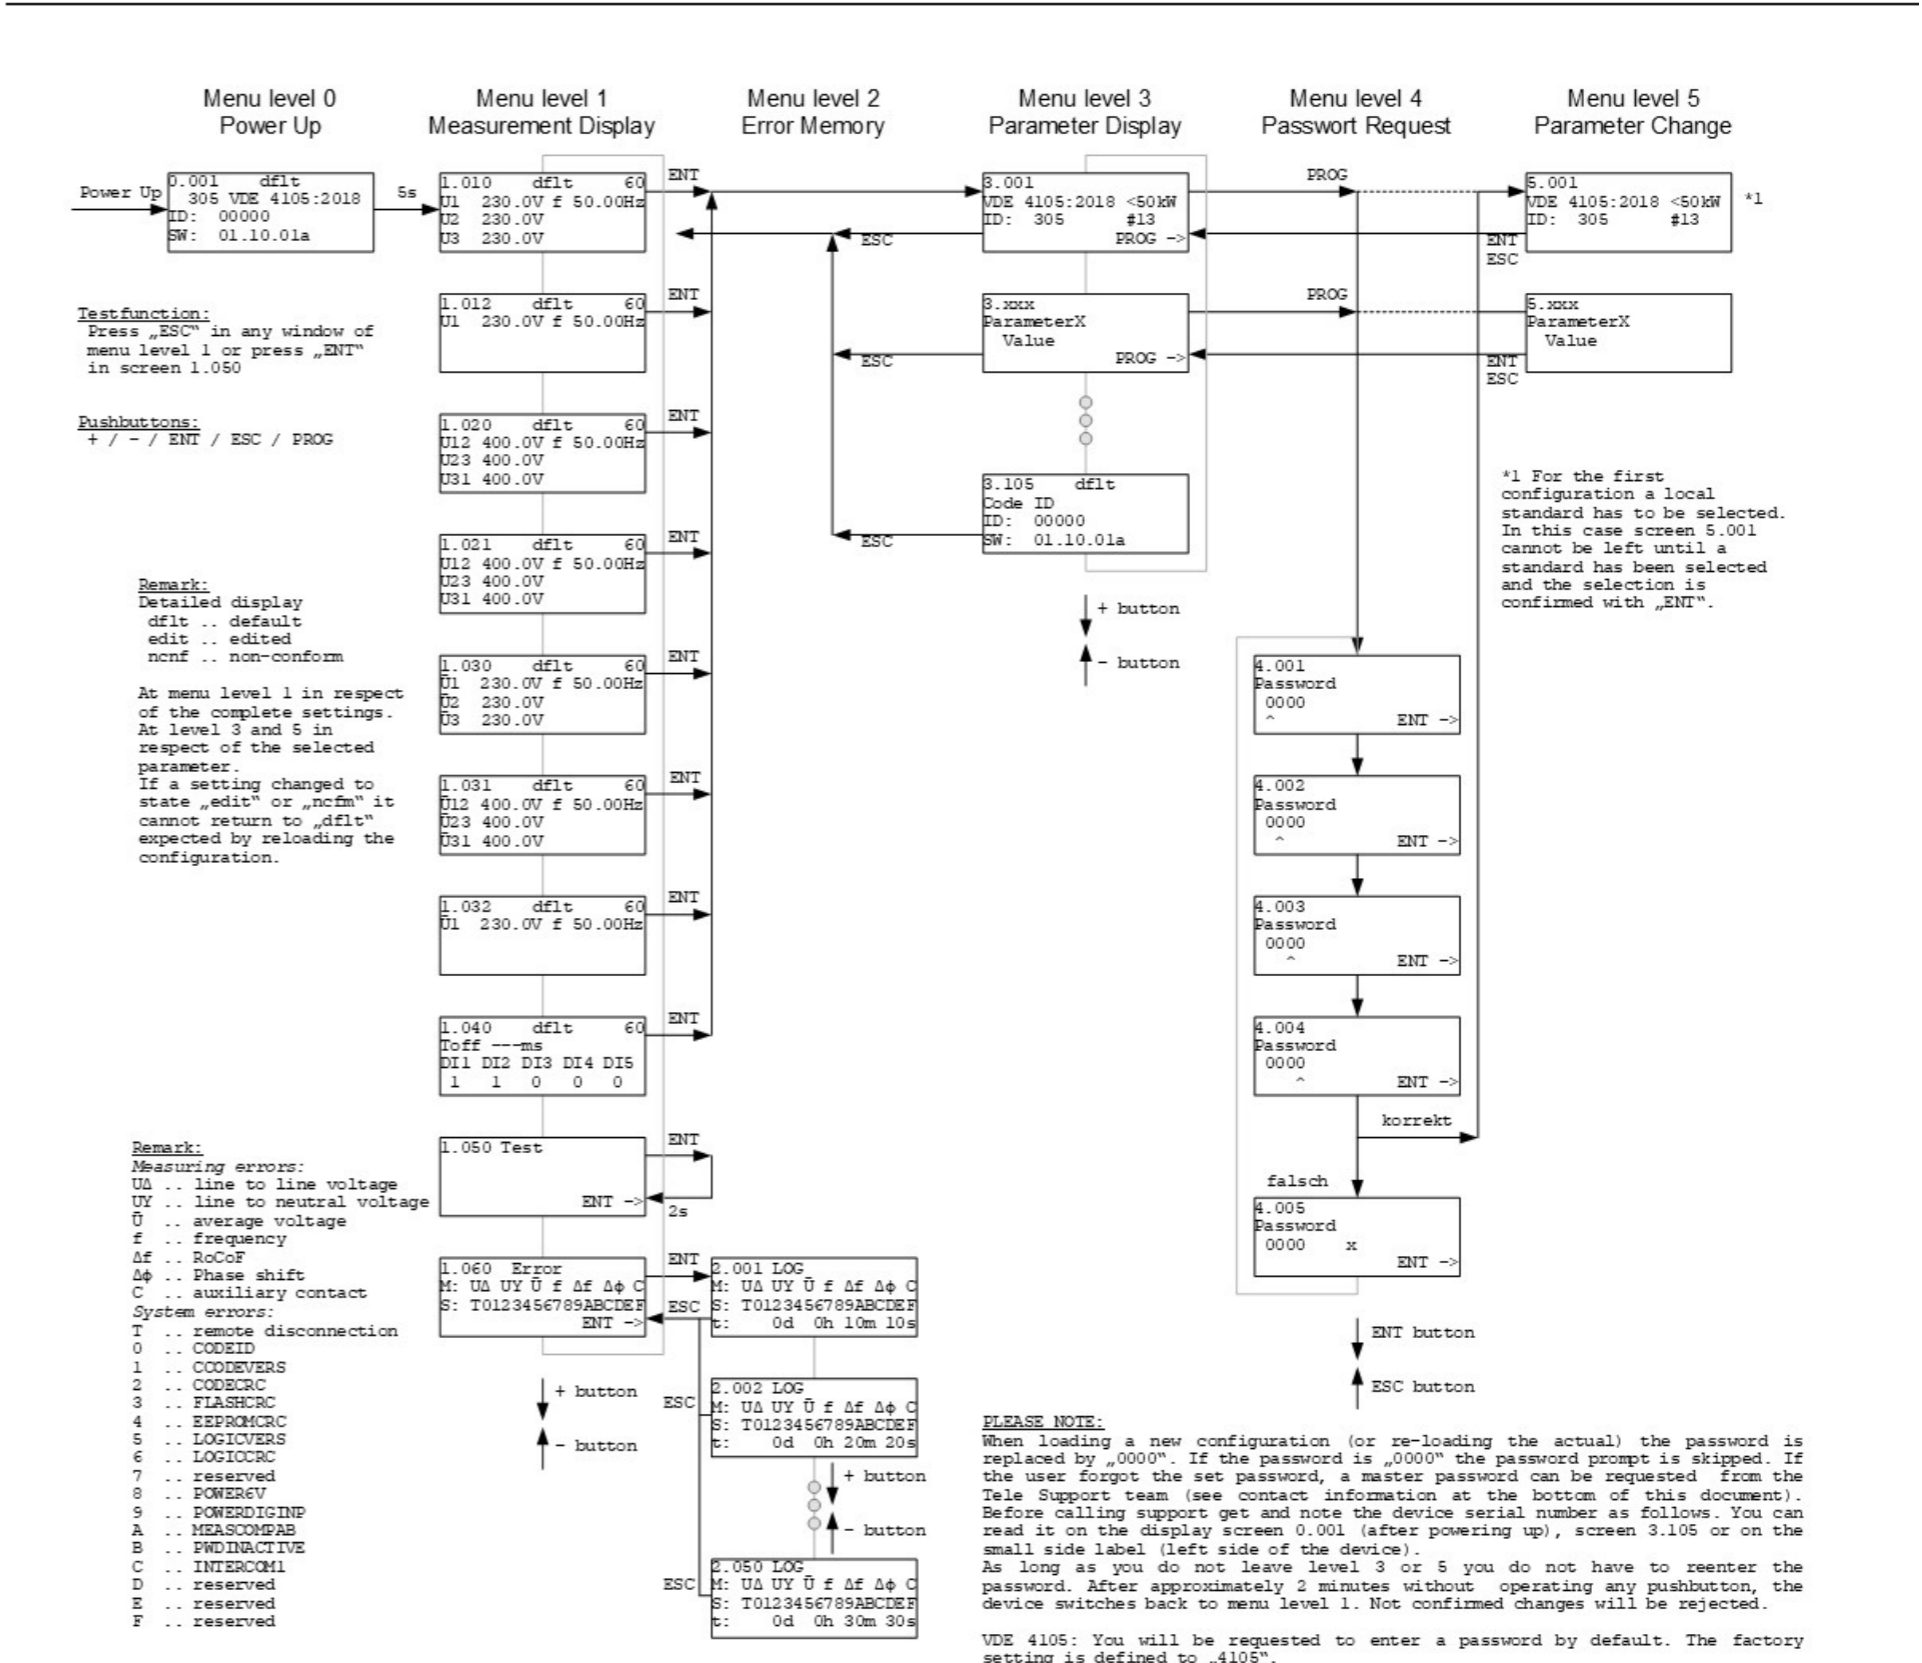 Menu level 0
Power Up
Menu level 1
Measurement Display
Menu level 2
Error Memory
Menu level 3
Parameter Display
Menu level 4
Passwort Request
Menu level 5
Parameter Change
Power Up
0.001 dflt
305 VDE 4105:2018
ID: 00000
SW: 01.10.01a
5s
1.010 dflt 60
U1 230.0V f 50.00Hz
U2 230.0V
U3 230.0V
ENT
ESC
3.001
VDE 4105:2018 <50kW
ID: 305 #13
PROG ->
PROG
5.001
VDE 4105:2018 <50kW
ID: 305 #13
*1
ENT
ESC
Testfunction:
Press „ESC“ in any window of
menu level 1 or press „ENT“
in screen 1.050
1.012 dflt 60
U1 230.0V f 50.00Hz
ENT
ESC
3.xxx
ParameterX
Value
PROG ->
PROG
5.xxx
ParameterX
Value
ENT
ESC
Pushbuttons:
+ / - / ENT / ESC / PROG
1.020 dflt 60
U12 400.0V f 50.00Hz
U23 400.0V
U31 400.0V
ENT
3.105 dflt
Code ID
ID: 00000
SW: 01.10.01a
ESC
*1 For the first
configuration a local
standard has to be selected.
In this case screen 5.001
cannot be left until a
standard has been selected
and the selection is
confirmed with „ENT“.
1.021 dflt 60
U12 400.0V f 50.00Hz
U23 400.0V
U31 400.0V
ENT
+ button
- button
Remark:
Detailed display
dflt .. default
edit .. edited
ncnf .. non-conform
At menu level 1 in respect
of the complete settings.
At level 3 and 5 in
respect of the selected
parameter.
If a setting changed to
state „edit“ or „ncfm“ it
cannot return to „dflt“
expected by reloading the
configuration.
1.030 dflt 60
Ū1 230.0V f 50.00Hz
Ū2 230.0V
Ū3 230.0V
ENT
1.031 dflt 60
Ū12 400.0V f 50.00Hz
Ū23 400.0V
Ū31 400.0V
ENT
1.032 dflt 60
Ū1 230.0V f 50.00Hz
ENT
1.040 dflt 60
Toff ---ms
DI1 DI2 DI3 DI4 DI5
1 1 0 0 0
ENT
4.001
Password
0000
^ ENT ->
4.002
Password
0000
^ ENT ->
4.003
Password
0000
^ ENT ->
4.004
Password
0000
^ ENT ->
korrekt
falsch
4.005
Password
0000 x
ENT ->
ENT button
ESC button
1.050 Test
ENT ->
ENT
2s
1.060 Error
M: UΔ UY Ū f Δf Δϕ C
S: T0123456789ABCDEF
ENT ->
ENT
ESC
2.001 LOG
M: UΔ UY Ū f Δf Δϕ C
S: T0123456789ABCDEF
t: 0d 0h 10m 10s
+ button
- button
ESC
2.002 LOG
M: UΔ UY Ū f Δf Δϕ C
S: T0123456789ABCDEF
t: 0d 0h 20m 20s
+ button
- button
ESC
2.050 LOG
M: UΔ UY Ū f Δf Δϕ C
S: T0123456789ABCDEF
t: 0d 0h 30m 30s
Remark:
Measuring errors:
UΔ .. line to line voltage
UY .. line to neutral voltage
Ū .. average voltage
f .. frequency
Δf .. RoCoF
Δϕ .. Phase shift
C .. auxiliary contact
System errors:
T .. remote disconnection
0 .. CODEID
1 .. CCODEVERS
2 .. CODECRC
3 .. FLASHCRC
4 .. EEPROMCRC
5 .. LOGICVERS
6 .. LOGICCRC
7 .. reserved
8 .. POWER6V
9 .. POWERDIGINP
A .. MEASCOMPAB
B .. PWDINACTIVE
C .. INTERCOM1
D .. reserved
E .. reserved
F .. reserved
PLEASE NOTE:
When loading a new configuration (or re-loading the actual) the password is
replaced by „0000“. If the password is „0000“ the password prompt is skipped. If
the user forgot the set password, a master password can be requested from the
Tele Support team (see contact information at the bottom of this document).
Before calling support get and note the device serial number as follows. You can
read it on the display screen 0.001 (after powering up), screen 3.105 or on the
small side label (left side of the device).
As long as you do not leave level 3 or 5 you do not have to reenter the
password. After approximately 2 minutes without operating any pushbutton, the
device switches back to menu level 1. Not confirmed changes will be rejected.
VDE 4105: You will be requested to enter a password by default. The factory
setting is defined to „4105“.